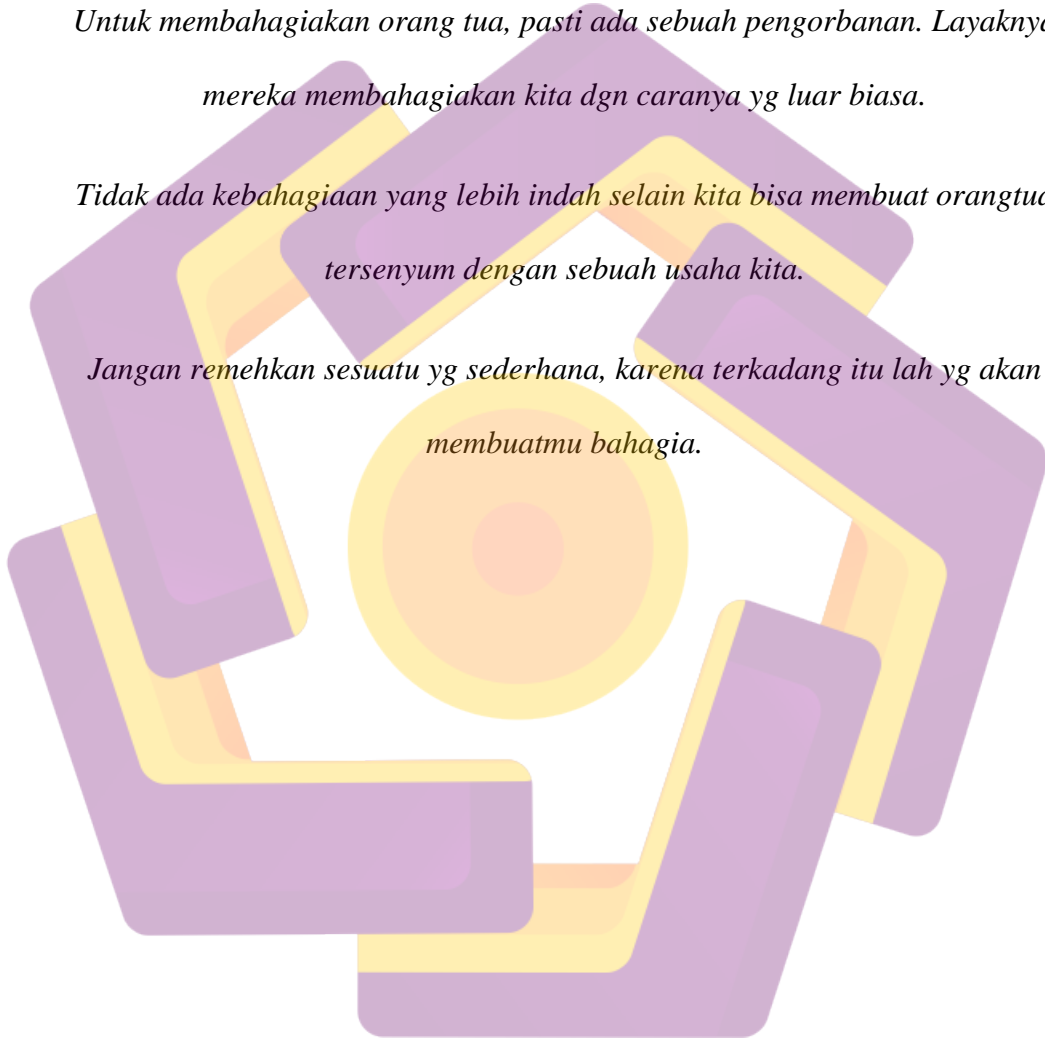 Untuk membahagiakan orang tua, pasti ada sebuah pengorbanan. Layaknya
mereka membahagiakan kita dgn caranya yg luar biasa.
Tidak ada kebahagiaan yang lebih indah selain kita bisa membuat orangtua
tersenyum dengan sebuah usaha kita.
Jangan remehkan sesuatu yg sederhana, karena terkadang itu lah yg akan
membuatmu bahagia.